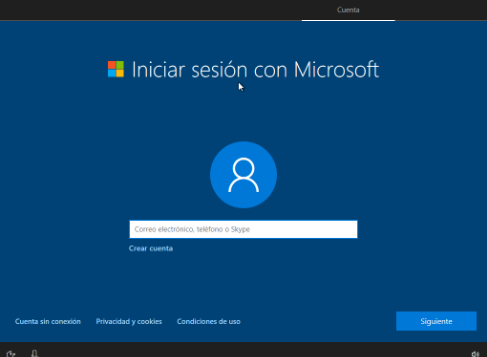 Cuenta
Iniciar sesión con Microsoft
Correo electrónico, teléfono o Skype
Crear cuenta
Cuenta sin conexión Privacidad y cookies Condiciones de uso Siguiente